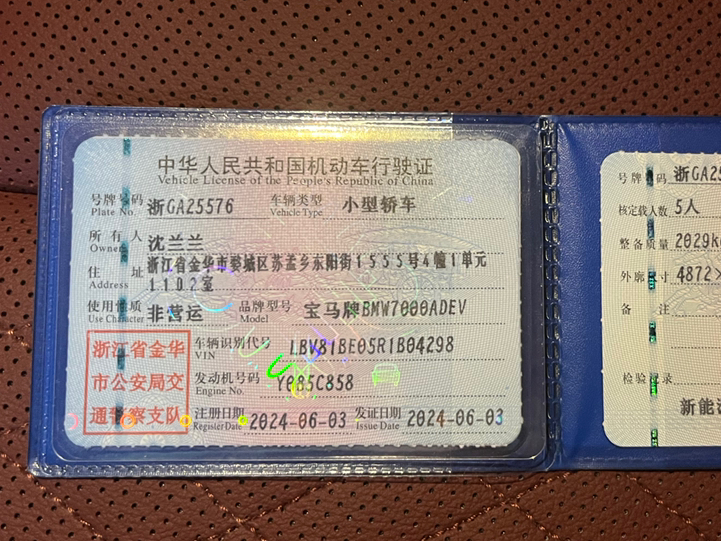 中华人民共和国机动车行驶证
Vehicle License of the People's Republic of China
号牌号码 浙GA25576 车辆类型 小型轿车
Plate No. Vehicle Type
所有人 沈兰兰
Owner
住址 浙江省金华市婺城区苏孟乡东阳街1555号4幢1单元
Address 1102室
使用性质 非营运 品牌型号 宝马牌BMW7000ADEV
Use Character Model
浙江省金华
市公安局交
通警察支队
车辆识别代号
VIN
发动机号码 Y085C858
Engine No.
注册日期 2024-06-03 发证日期 2024-06-03
Register Date Issue Date
号牌号码 浙GA25
核定载人数 5人
整备质量 2029k
外廓尺寸 4872×
备注
检验记录
新能